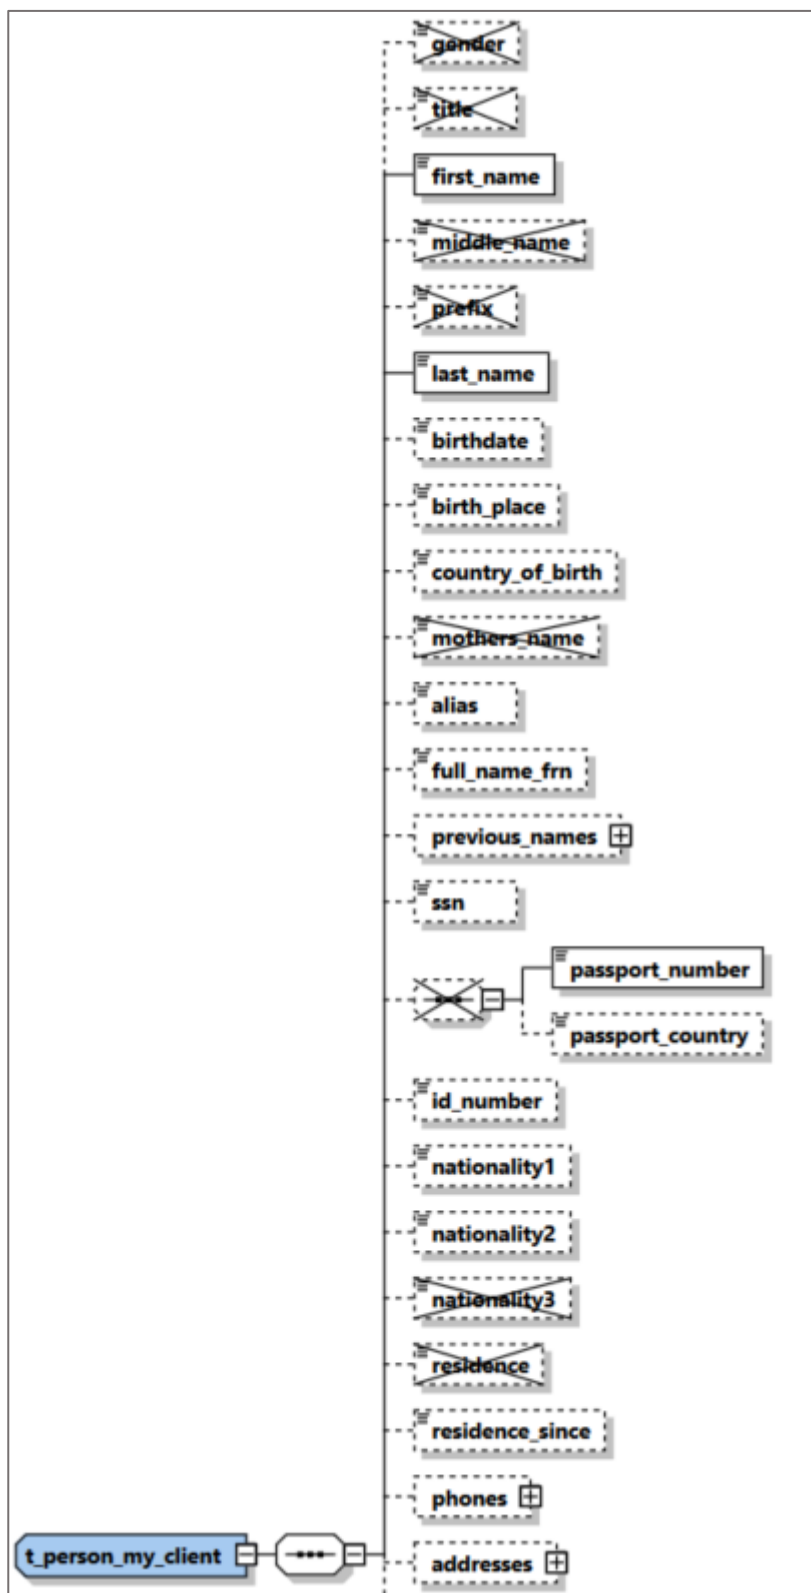 gender
title
first_name
middle_name
prefix
last_name
birthdate
birth_place
country_of_birth
mothers_name
alias
full_name_frn
previous_names
ssn
passport_number
passport_country
id_number
nationality1
nationality2
nationality3
residence
residence_since
phones
t_person_my_client
addresses